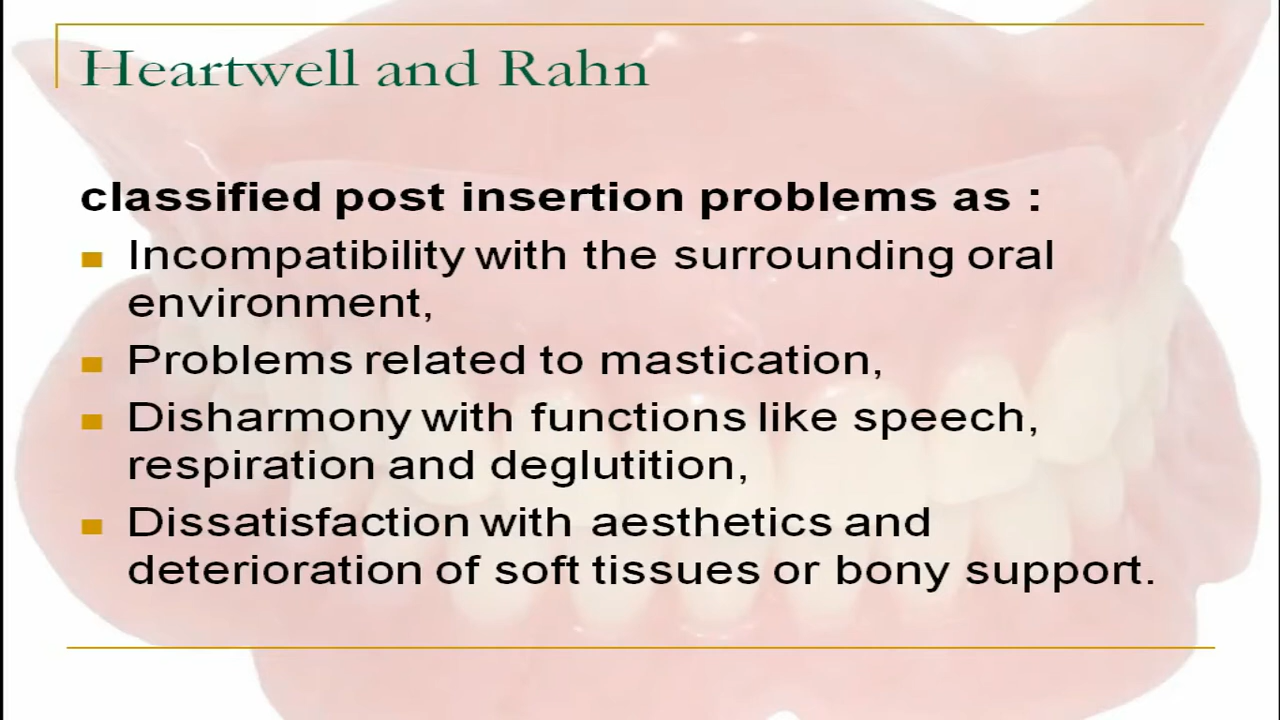 Heartwell and Rahn
classified post insertion problems as :
Incompatibility with the surrounding oral
environment,
Problems related to mastication,
Disharmony with functions like speech,
respiration and deglutition,
Dissatisfaction with aesthetics and
deterioration of soft tissues or bony support.